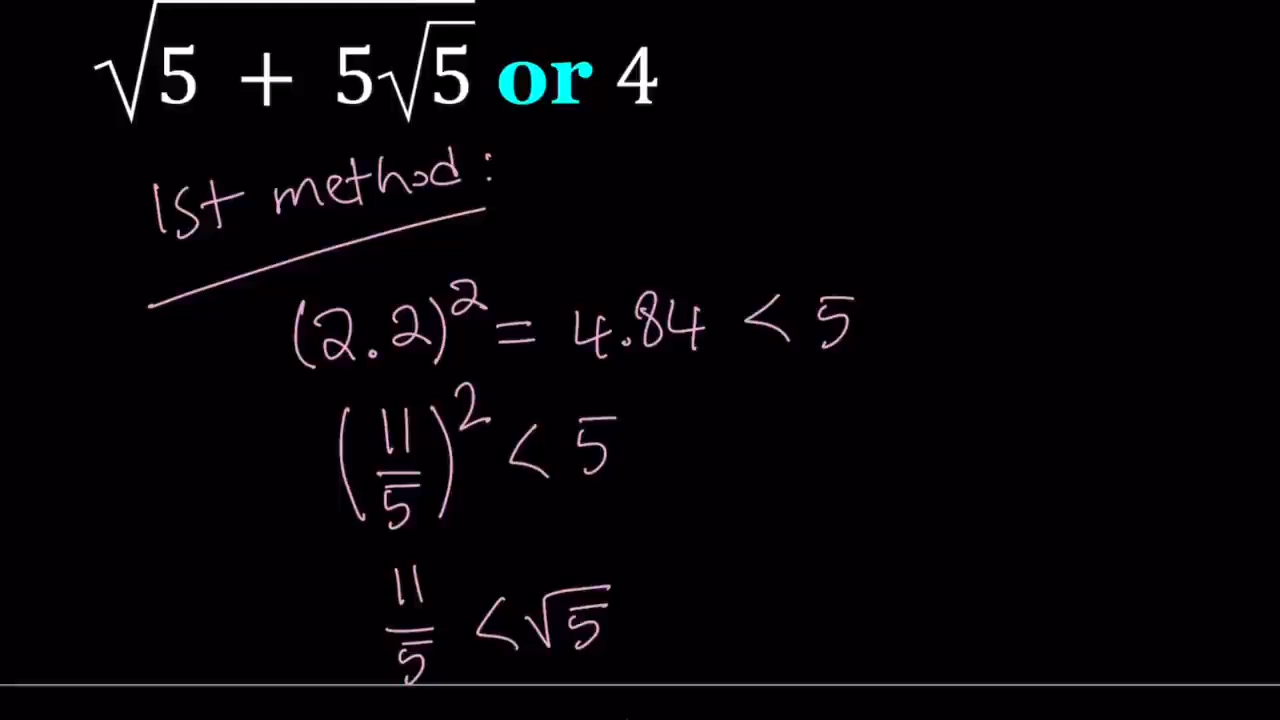 √(5 + 5√5) or 4
1st method:
(2.2)² = 4.84 < 5
(11/5)² < 5
11/5 < √5